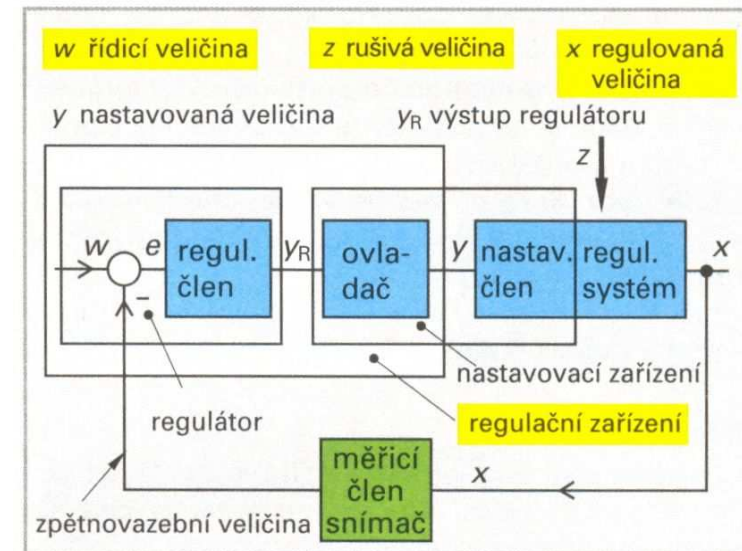 w řídicí veličina
z rušivá veličina
x regulovaná
veličina
y nastavovaná veličina
yR výstup regulátoru
z
w
e
regul.
člen
yR
ovla-
dač
y
nastav.
člen
regul.
systém
x
–
nastavovací zařízení
regulátor
regulační zařízení
měřicí
člen
snímač
x
zpětnovazební veličina